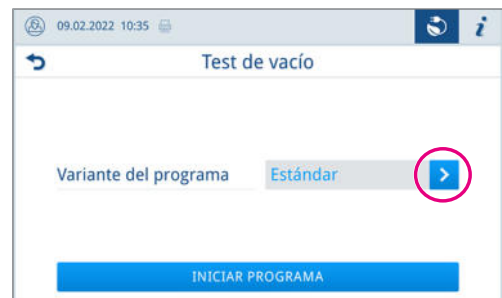 09.02.2022 10:35
Test de vacío
Variante del programa Estándar
INICIAR PROGRAMA